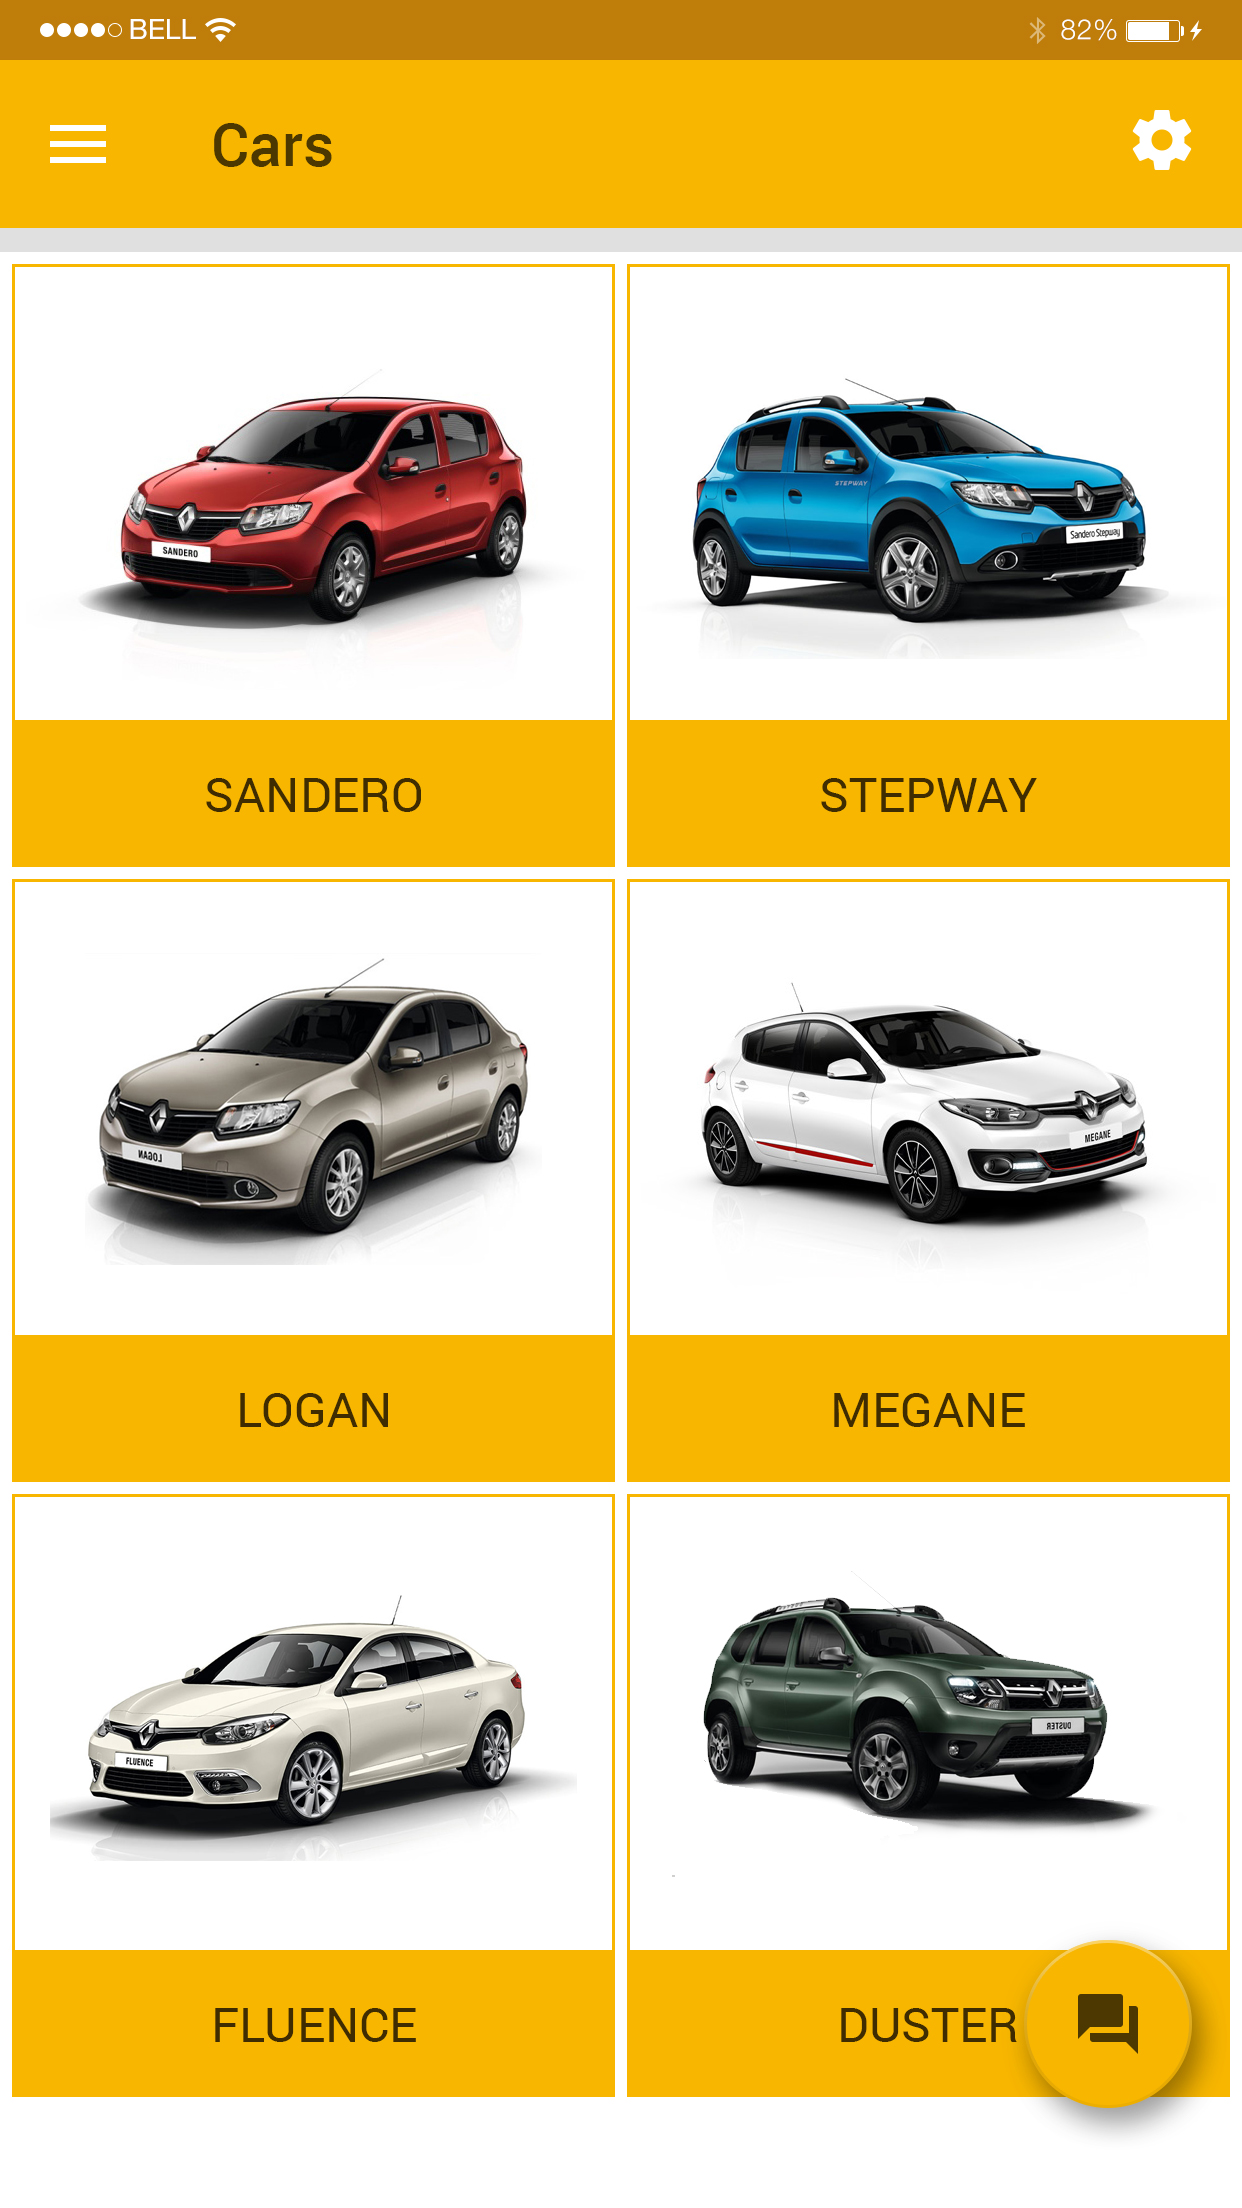 BELL 82%
Cars
STEPWAY
SANDERO
Sandero Stepway
SANDERO STEPWAY
LOGAN
MEGANE
LOGAN MEGANE
FLUENCE
DUSTER
FLUENCE DUSTER